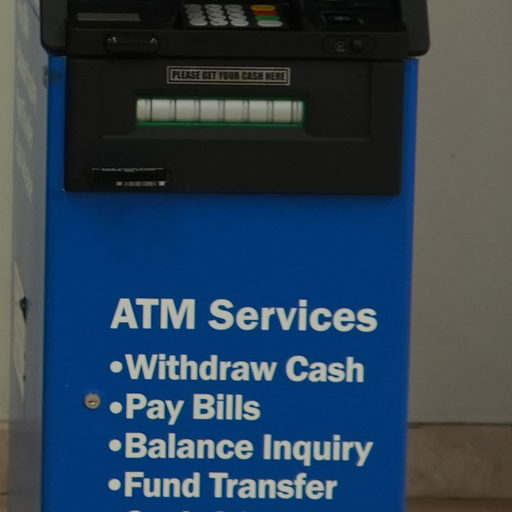 PLEASE GET YOUR CASH HERE
ATM Services
•Withdraw Cash
•Pay Bills
•Balance Inquiry
•Fund Transfer